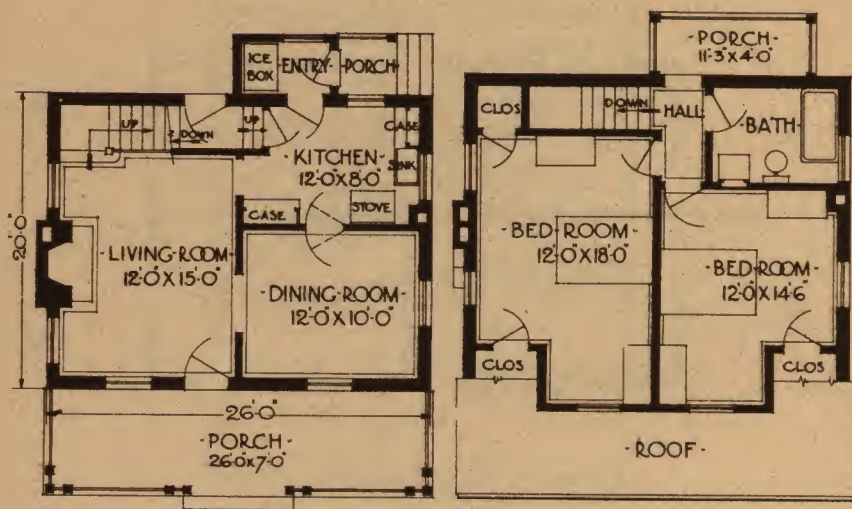 ICE
BOX
-ENTRY-
PORCH
UP
DOWN
UP
CASE
SINK
-KITCHEN-
12'-0"X8'-0"
CASE
STOVE
20'-0"
-LIVING-ROOM-
12'-0"X15'-0"
-DINING-ROOM-
12'-0"X10'-0"
26'-0"
-PORCH-
26'-0"X7'-0"
-PORCH-
11'-3"X4'-0"
CLOS
DOWN
HALL
-BATH-
-BED-ROOM-
12'-0"X18'-0"
-BED-ROOM-
12'-0"X14'-6"
CLOS
CLOS
-ROOF-